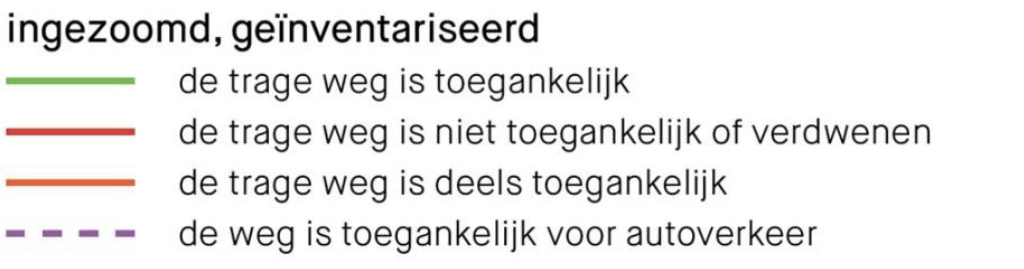 ingezoomd, geïnventariseerd
de trage weg is toegankelijk
de trage weg is niet toegankelijk of verdwenen
de trage weg is deels toegankelijk
de weg is toegankelijk voor autoverkeer